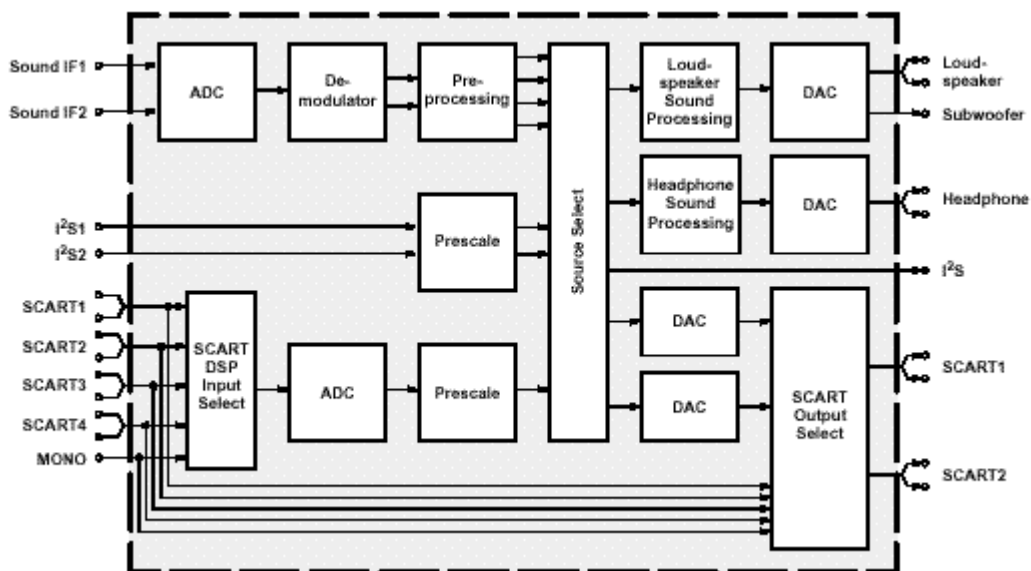 Sound IF1
Sound IF2
ADC
De-
modulator
Pre-
processing
Loud-
speaker
Sound
Processing
DAC
Loud-
speaker
Subwoofer
Headphone
Sound
Processing
DAC
Headphone
I²S1
I²S2
Prescale
Source Select
I²S
SCART1
SCART2
SCART3
SCART4
MONO
SCART
DSP
Input
Select
ADC
Prescale
DAC
DAC
SCART
Output
Select
SCART1
SCART2